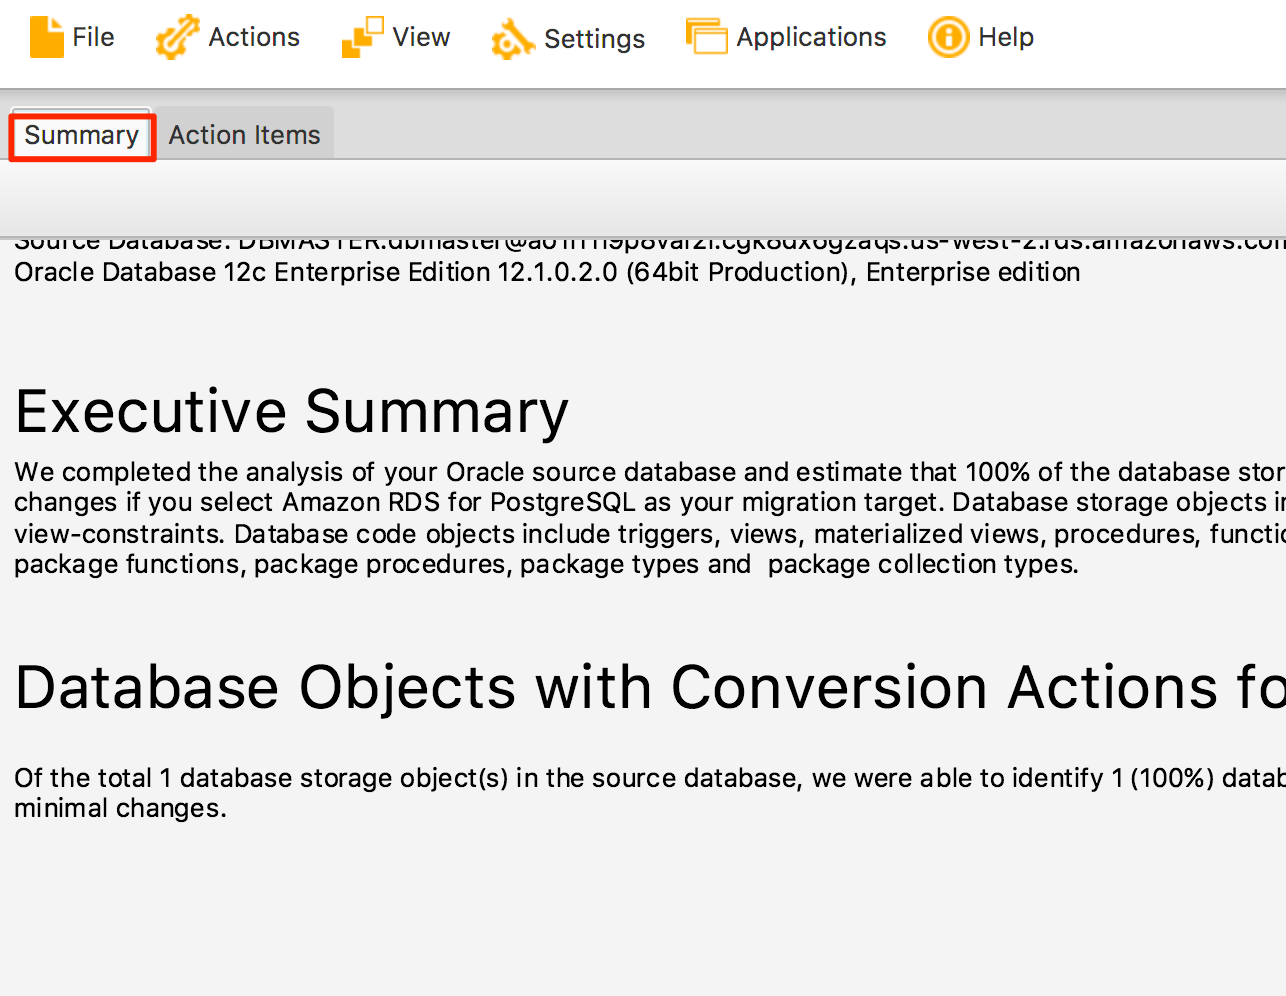 File Actions View Settings Applications Help
Summary Action Items
Source Database: us-west-2.rds.amazonaws.com
Oracle Database 12c Enterprise Edition 12.1.0.2.0 (64bit Production), Enterprise edition
Executive Summary
We completed the analysis of your Oracle source database and estimate that 100% of the database stor
changes if you select Amazon RDS for PostgreSQL as your migration target. Database storage objects in
view-constraints. Database code objects include triggers, views, materialized views, procedures, functio
package functions, package procedures, package types and  package collection types.
Database Objects with Conversion Actions fo
Of the total 1 database storage object(s) in the source database, we were able to identify 1 (100%) datab
minimal changes.